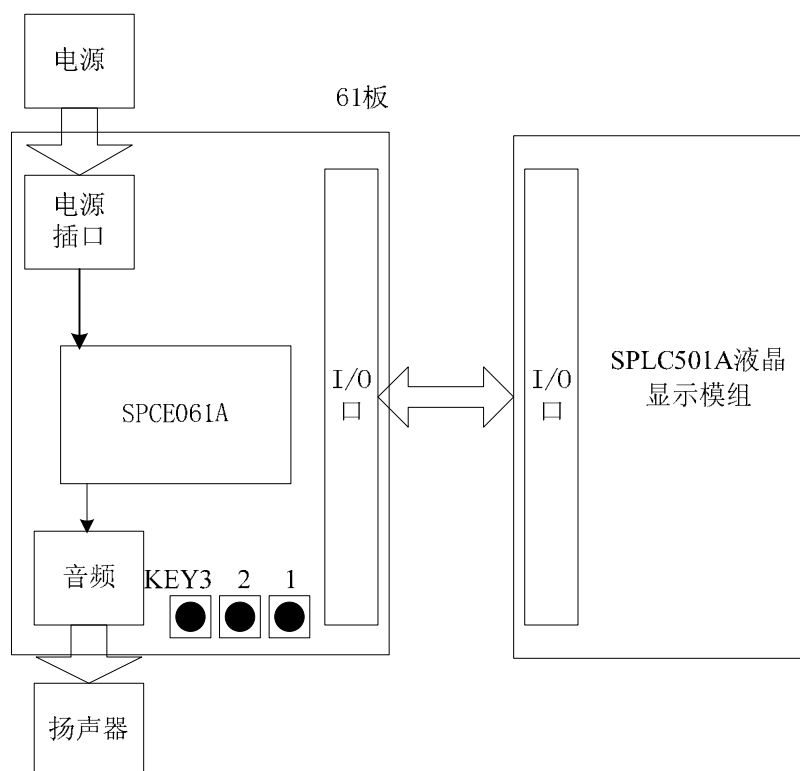 电源
61板
电源
插口
SPCE061A
I/O
口
I/O
口
SPLC501A液晶
显示模组
音频
KEY3 2 1
扬声器